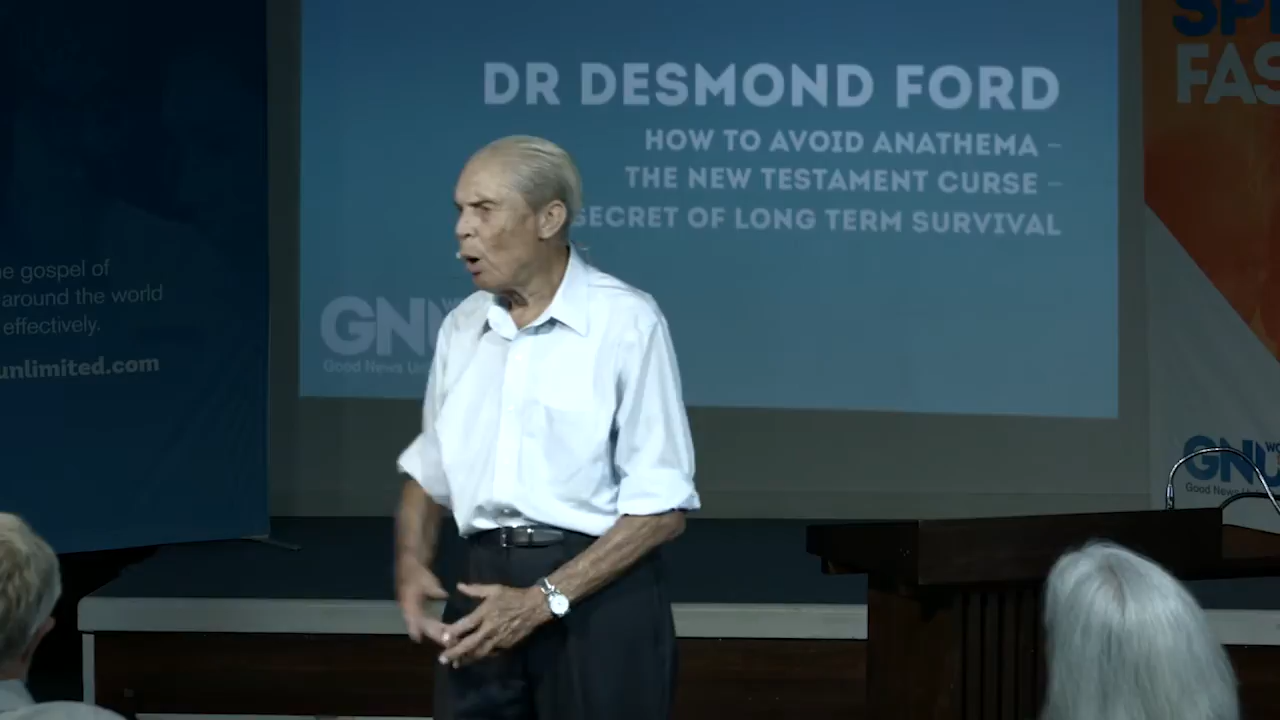 DR DESMOND FORD
HOW TO AVOID ANATHEMA –
THE NEW TESTAMENT CURSE –
SECRET OF LONG TERM SURVIVAL
GNU
Good News
gospel of
around the world
effectively.
unlimited.com
FAS
GNU
Good News